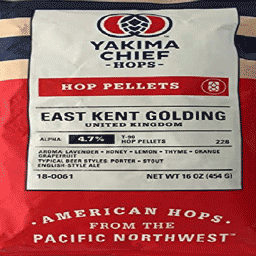 YAKIMA
CHIEF
-HOPS-
HOP PELLETS
EAST KENT GOLDING
UNITED KINGDOM
ALPHA: 4.7% T-90 HOP PELLETS 228
AROMA: LAVENDER • HONEY • LEMON • THYME • ORANGE
GRAPEFRUIT
TYPICAL BEER STYLES: PORTER • STOUT
ENGLISH-STYLE ALE
18-0061 NET WT 16 OZ (454 G)
• AMERICAN HOPS •
FROM THE
PACIFIC NORTHWEST™